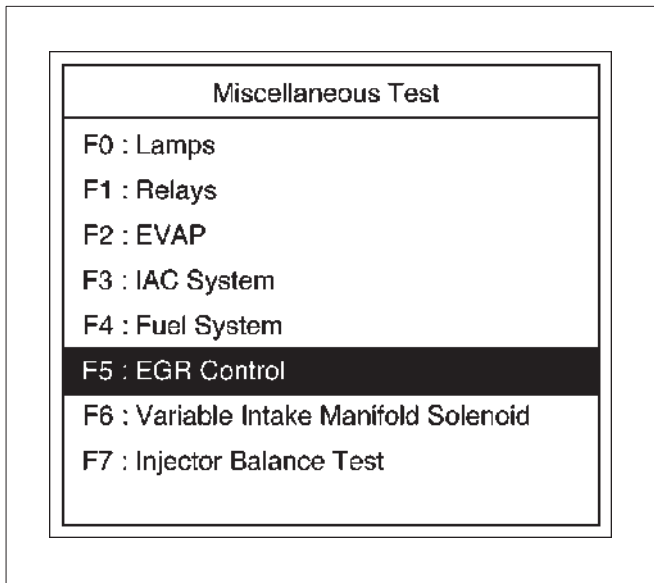 Miscellaneous Test
F0 : Lamps
F1 : Relays
F2 : EVAP
F3 : IAC System
F4 : Fuel System
F5 : EGR Control
F6 : Variable Intake Manifold Solenoid
F7 : Injector Balance Test